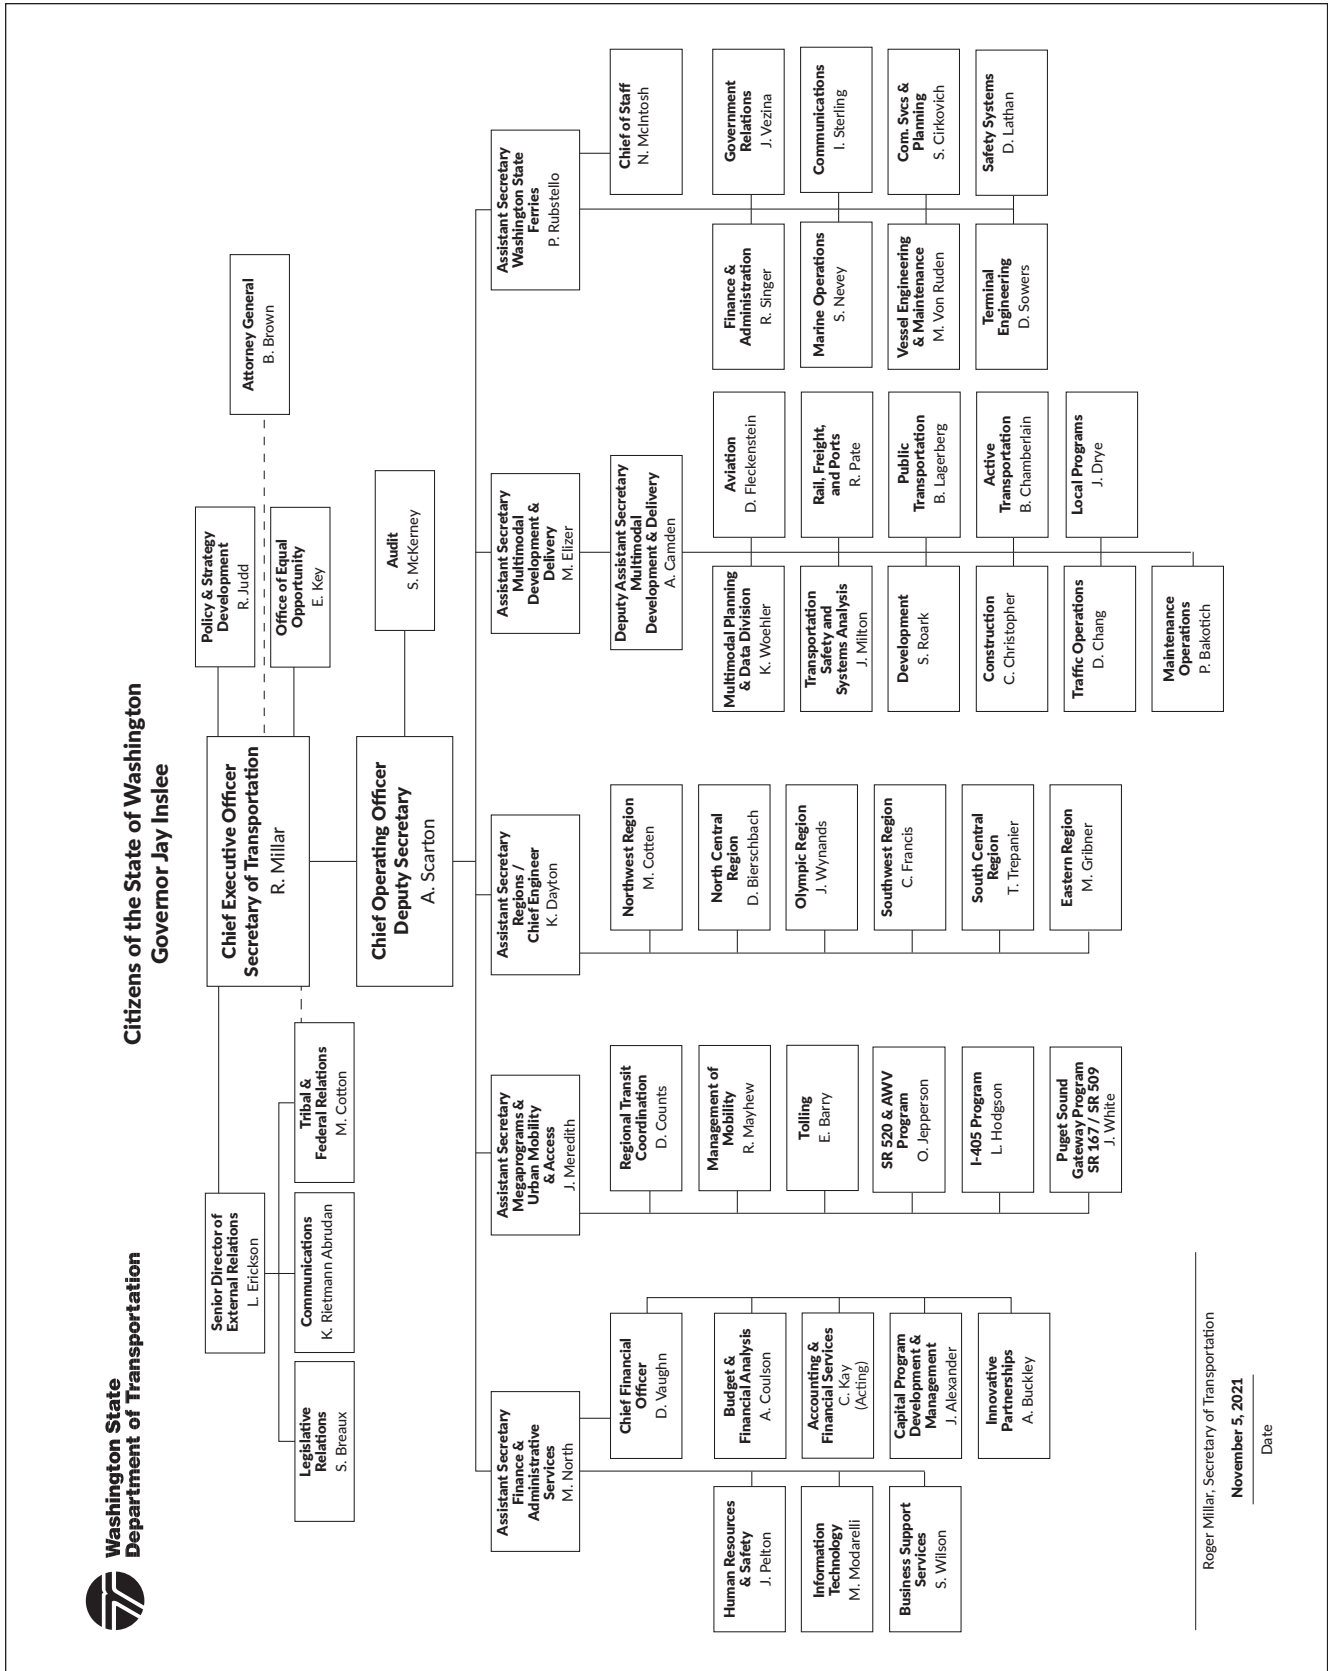 Washington State
Department of Transportation
Citizens of the State of Washington
Governor Jay Inslee
Chief Executive Officer
Secretary of Transportation
R. Millar
Policy & Strategy
Development
R. Judd
Office of Equal
Opportunity
E. Key
Attorney General
B. Brown
Senior Director of
External Relations
L. Erickson
Legislative
Relations
S. Breaux
Communications
K. Rietmann Abrudan
Tribal &
Federal Relations
M. Cotton
Chief Operating Officer
Deputy Secretary
A. Scarton
Audit
S. McKerney
Assistant Secretary
Finance &
Administrative
Services
M. North
Chief Financial
Officer
D. Vaughn
Human Resources
& Safety
J. Pelton
Information
Technology
M. Modarelli
Business Support
Services
S. Wilson
Budget &
Financial Analysis
A. Coulson
Accounting &
Financial Services
C. Kay
(Acting)
Capital Program
Development &
Management
J. Alexander
Innovative
Partnerships
A. Buckley
Assistant Secretary
Megaprograms &
Urban Mobility
& Access
J. Meredith
Regional Transit
Coordination
D. Counts
Management of
Mobility
R. Mayhew
Tolling
E. Barry
SR 520 & AWV
Program
O. Jepperson
I-405 Program
L. Hodgson
Puget Sound
Gateway Program
SR 167 / SR 509
J. White
Assistant Secretary
Regions /
Chief Engineer
K. Dayton
Northwest Region
M. Cotten
North Central
Region
D. Bierschbach
Olympic Region
J. Wynands
Southwest Region
C. Francis
South Central
Region
T. Trepanier
Eastern Region
M. Gribner
Assistant Secretary
Multimodal
Development &
Delivery
M. Elizer
Deputy Assistant Secretary
Multimodal
Development & Delivery
A. Camden
Multimodal Planning
& Data Division
K. Woehler
Transportation
Safety and
Systems Analysis
J. Milton
Development
S. Roark
Construction
C. Christopher
Traffic Operations
D. Chang
Maintenance
Operations
P. Bakotich
Aviation
D. Fleckenstein
Rail, Freight,
and Ports
R. Pate
Public
Transportation
B. Lagerberg
Active
Transportation
B. Chamberlain
Local Programs
J. Drye
Assistant Secretary
Washington State
Ferries
P. Rubstello
Chief of Staff
N. McIntosh
Finance &
Administration
R. Singer
Marine Operations
S. Nevey
Vessel Engineering
& Maintenance
M. Von Ruden
Terminal
Engineering
D. Sowers
Government
Relations
J. Vezina
Communications
I. Sterling
Com. Svcs &
Planning
S. Cirkovich
Safety Systems
D. Lathan
Roger Millar, Secretary of Transportation
November 5, 2021
Date